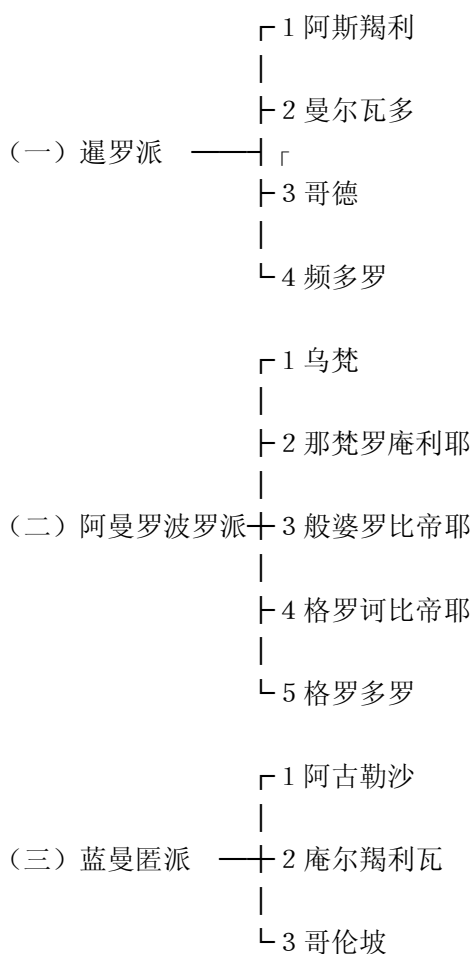 1 阿斯羯利
2 曼尔瓦多
（一）暹罗派
3 哥德
4 频多罗
1 乌梵
2 那梵罗庵利耶
（二）阿曼罗波罗派 3 般婆罗比帝耶
4 格罗诃比帝耶
5 格罗多罗
1 阿古勒沙
（三）蓝曼匿派 2 庵尔羯利瓦
3 哥伦坡